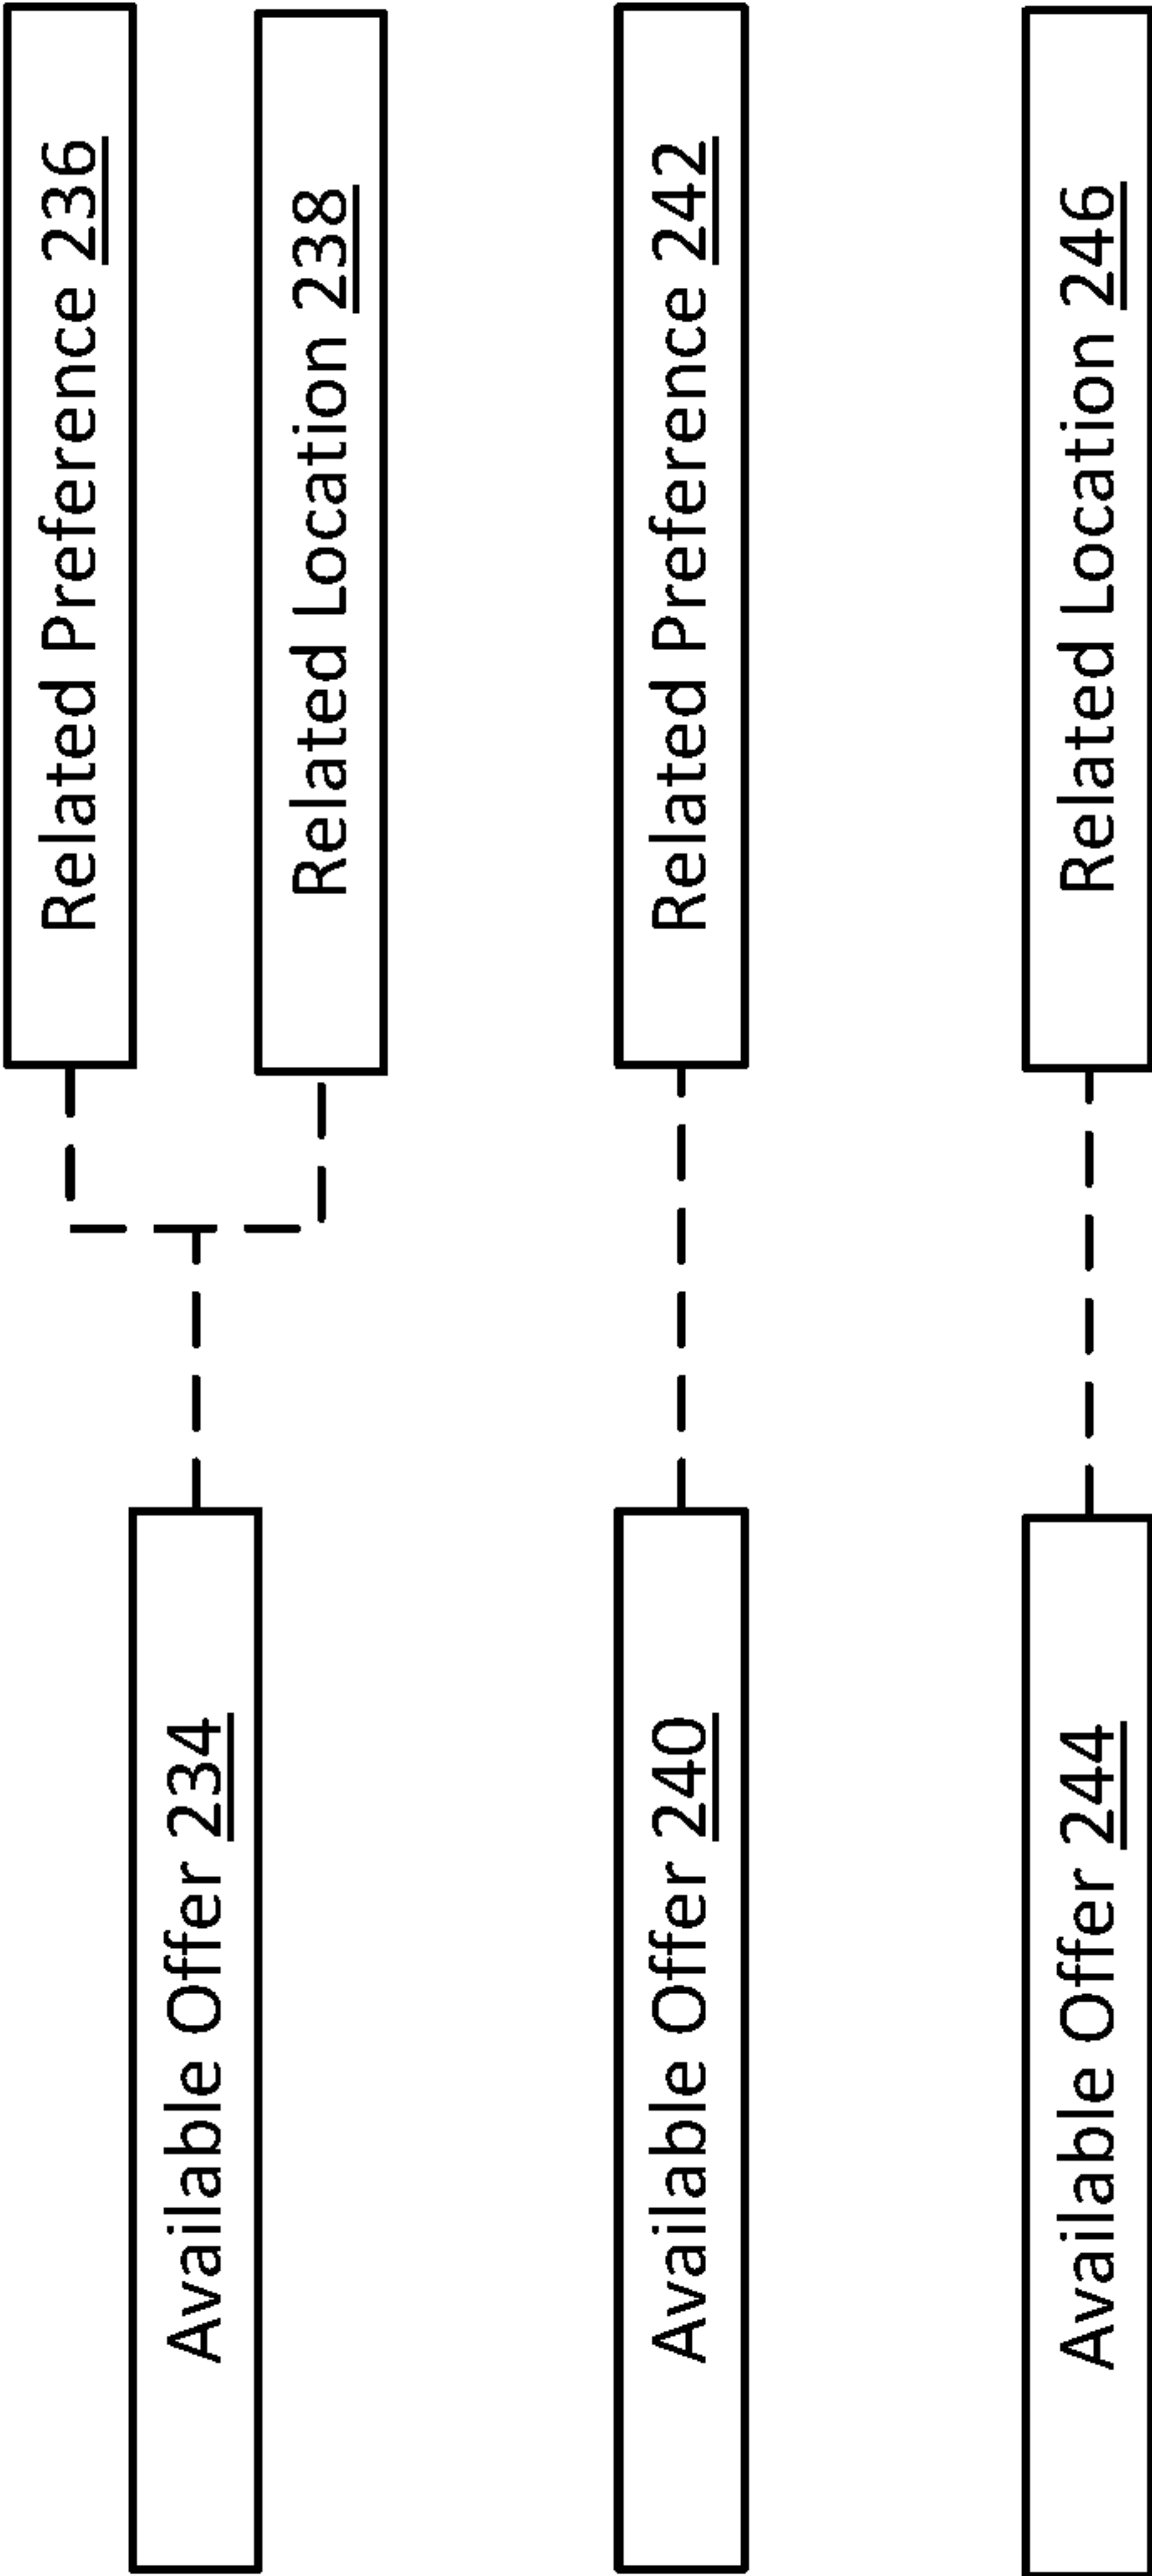 Related Preference 236
Available Offer 234
Related Location 238
Available Offer 240
Related Preference 242
Available Offer 244
Related Location 246